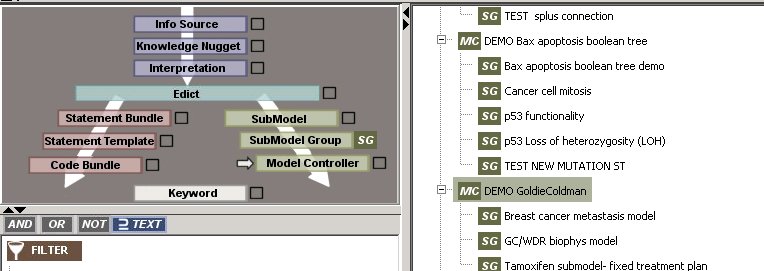 Info Source
Knowledge Nugget
Interpretation
Edict
Statement Bundle
SubModel
Statement Template
SubModel Group SG
Code Bundle
Model Controller
Keyword
AND OR NOT ⊇ TEXT
FILTER
SG TEST splus connection
MC DEMO Bax apoptosis boolean tree
SG Bax apoptosis boolean tree demo
SG Cancer cell mitosis
SG p53 functionality
SG p53 Loss of heterozygosity (LOH)
SG TEST NEW MUTATION ST
MC DEMO GoldieColdman
SG Breast cancer metastasis model
SG GC/WDR biophys model
SG Tamoxifen submodel- fixed treatment plan